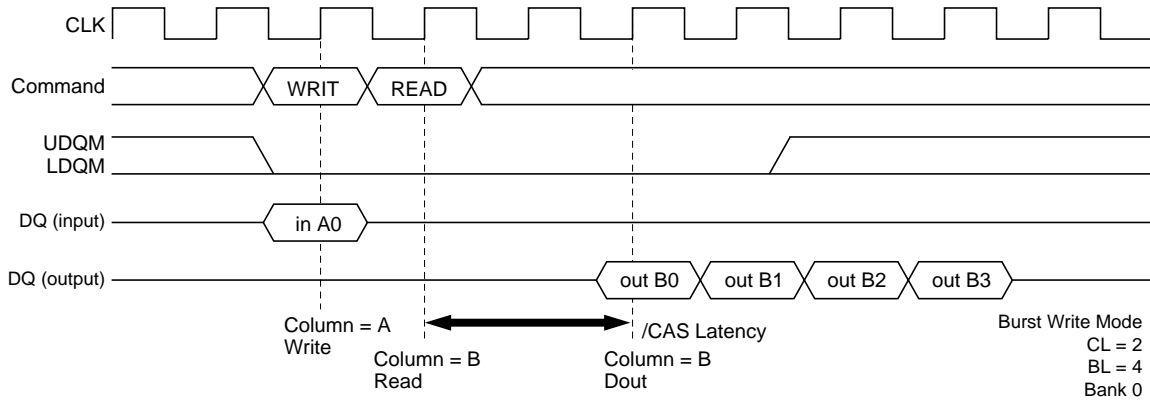 CLK
Command
WRIT
READ
UDQM
LDQM
DQ (input)
in A0
DQ (output)
out B0
out B1
out B2
out B3
Column = A
Write
Column = B
Read
/CAS Latency
Column = B
Dout
Burst Write Mode
CL = 2
BL = 4
Bank 0